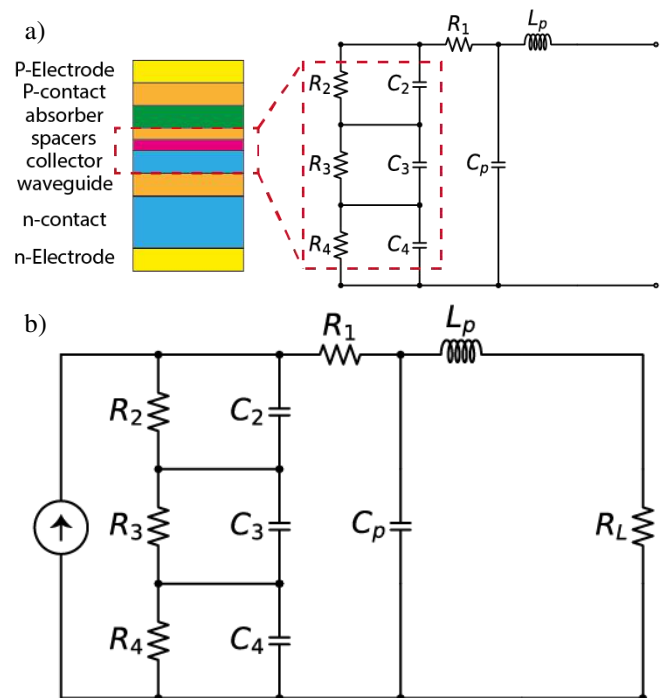 a)
P-Electrode
P-contact
absorber
spacers
collector
waveguide
n-contact
n-Electrode
R₁
Lₚ
R₂
C₂
R₃
C₃
Cₚ
R₄
C₄
b)
R₁
Lₚ
R₂
C₂
R₃
C₃
Cₚ
R_L
R₄
C₄